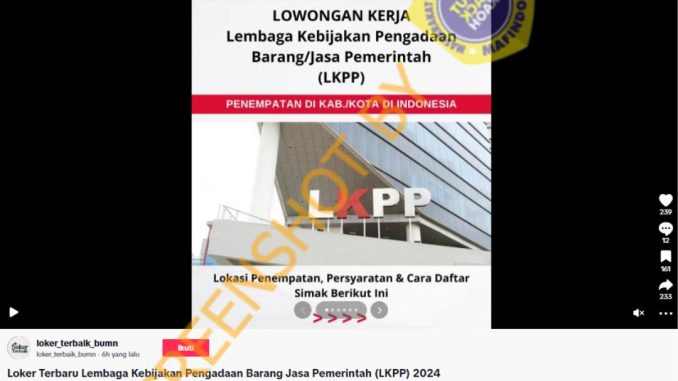 LOWONGAN KERJA
Lembaga Kebijakan Pengadaan
Barang/Jasa Pemerintah
(LKPP)
PENEMPATAN DI KAB./KOTA DI INDONESIA
LKPP
Lokasi Penempatan, Persyaratan & Cara Daftar
Simak Berikut Ini
>>>>
SCREENSHOT BY
MAFINDO
HOAX
239
12
161
233
loker_terbaik_bumn
loker_terbaik_bumn · 6h yang lalu
Ikuti
Loker Terbaru Lembaga Kebijakan Pengadaan Barang Jasa Pemerintah (LKPP) 2024